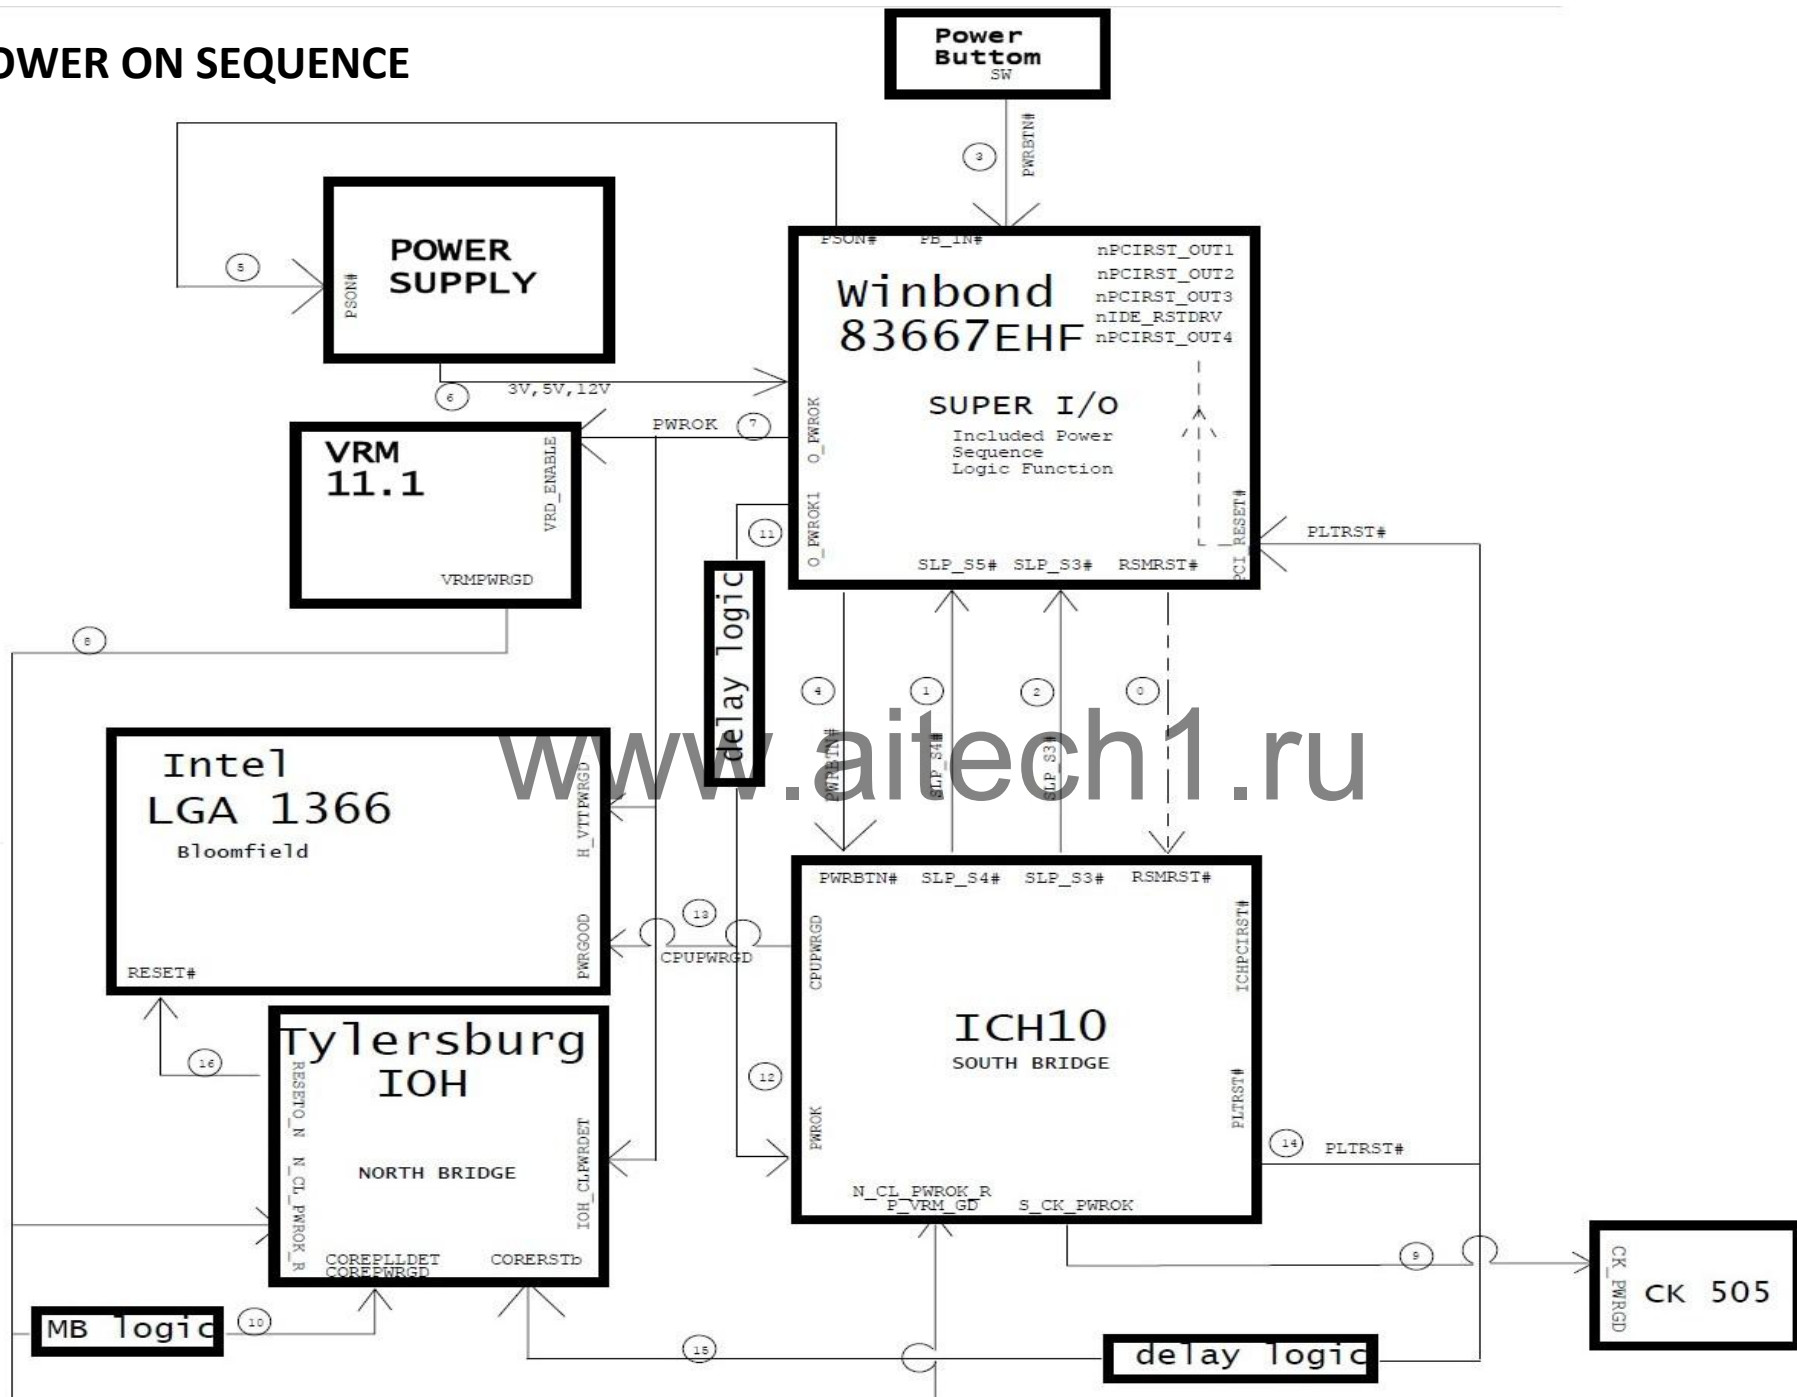 OWER ON SEQUENCE
Power
Buttom
SW
PWRBTN#
3
5
PSON#
POWER
SUPPLY
PSON#
PB_IN#
nPCIRST_OUT1
nPCIRST_OUT2
nPCIRST_OUT3
nIDE_RSTDRV
nPCIRST_OUT4
Winbond
83667EHF
SUPER I/O
Included Power
Sequence
Logic Function
6
3V,5V,12V
PWROK
7
O_PWROK
O_PWROK1
11
SLP_S5#
SLP_S3#
RSMRST#
PCI_RESET#
PLTRST#
VRM
11.1
VRD_ENABLE
VRMPWRGD
8
delay logic
4
1
2
0
PWRBTN#
SLP_S4#
SLP_S3#
www.aitech1.ru
Intel
LGA 1366
Bloomfield
H_VTTPWRGD
PWRGOOD
RESET#
13
CPUPWRGD
PWRBTN#
SLP_S4#
SLP_S3#
RSMRST#
CPUPWRGD
ICHPCIRST#
ICH10
SOUTH BRIDGE
PWROK
PLTRST#
N_CL_PWROK_R
P_VRM_GD
S_CK_PWROK
12
14
PLTRST#
16
Tylersburg
IOH
NORTH BRIDGE
RESETO_N
N_CL_PWROK_R
IOH_CLPWRDET
COREPLLDET
COREPWRGD
CORERSTb
9
CK_PWRGD
CK 505
MB logic
10
15
delay logic